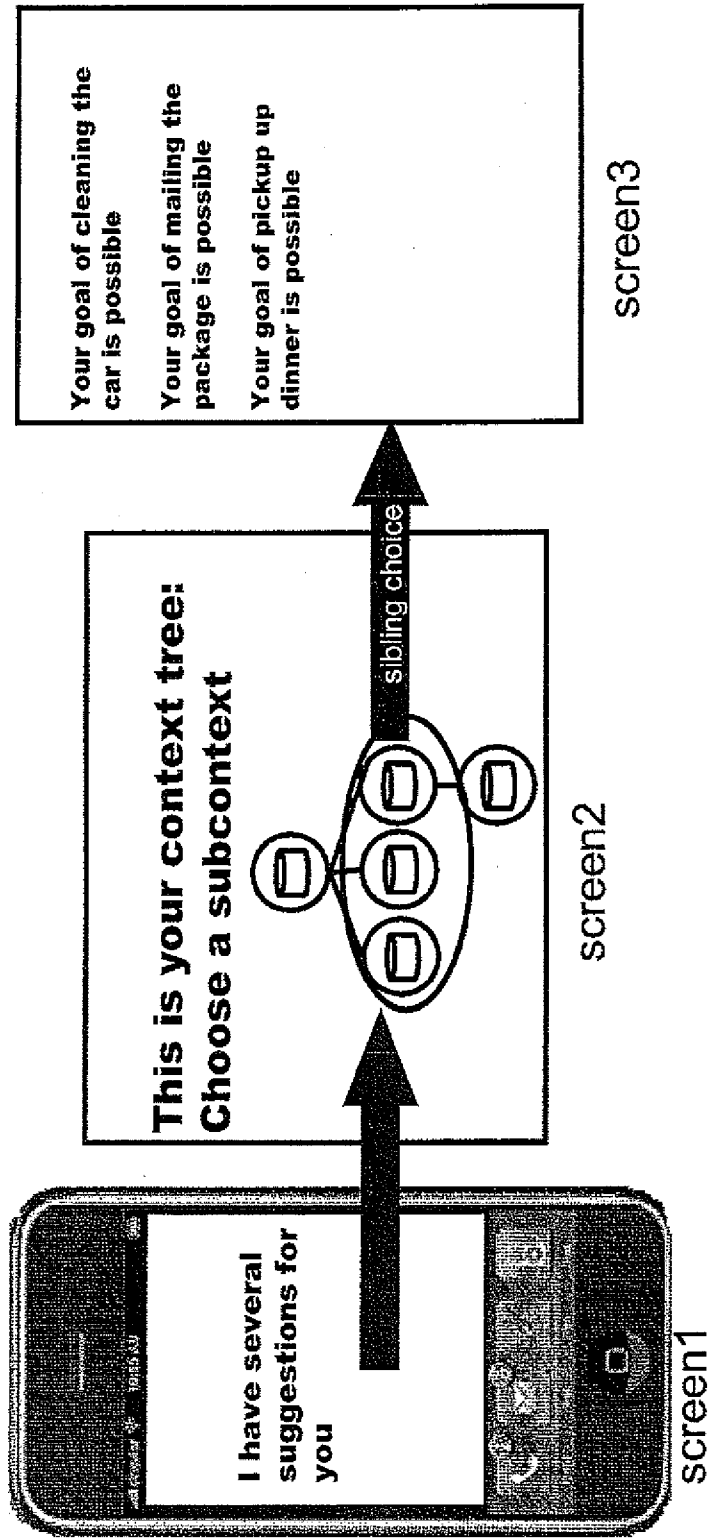 I have several
suggestions for
you
screen1
This is your context tree:
Choose a subcontext
sibling choice
screen2
Your goal of cleaning the
car is possible
Your goal of mailing the
package is possible
Your goal of pickup up
dinner is possible
screen3